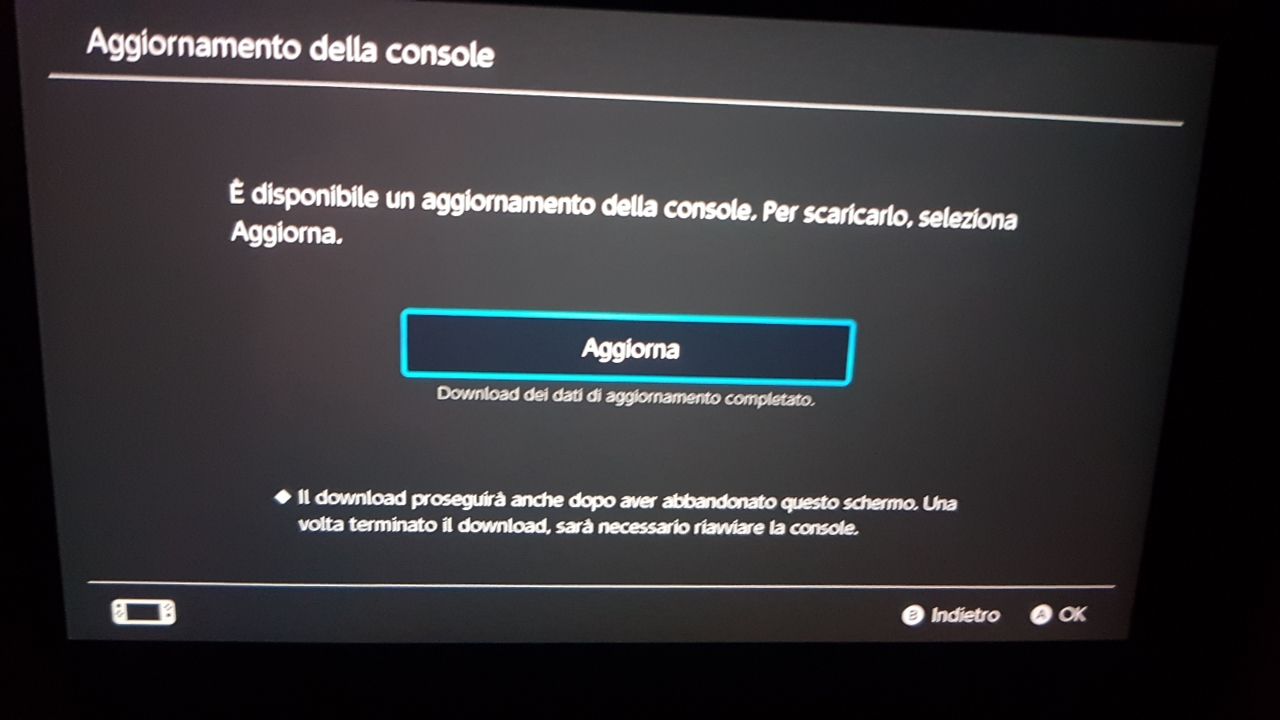 Aggiornamento della console
È disponibile un aggiornamento della console. Per scaricarlo, seleziona
Aggiorna.
Aggiorna
Download dei dati di aggiornamento completato.
◆ Il download proseguirà anche dopo aver abbandonato questo schermo. Una
volta terminato il download, sarà necessario riavviare la console.
B Indietro A OK